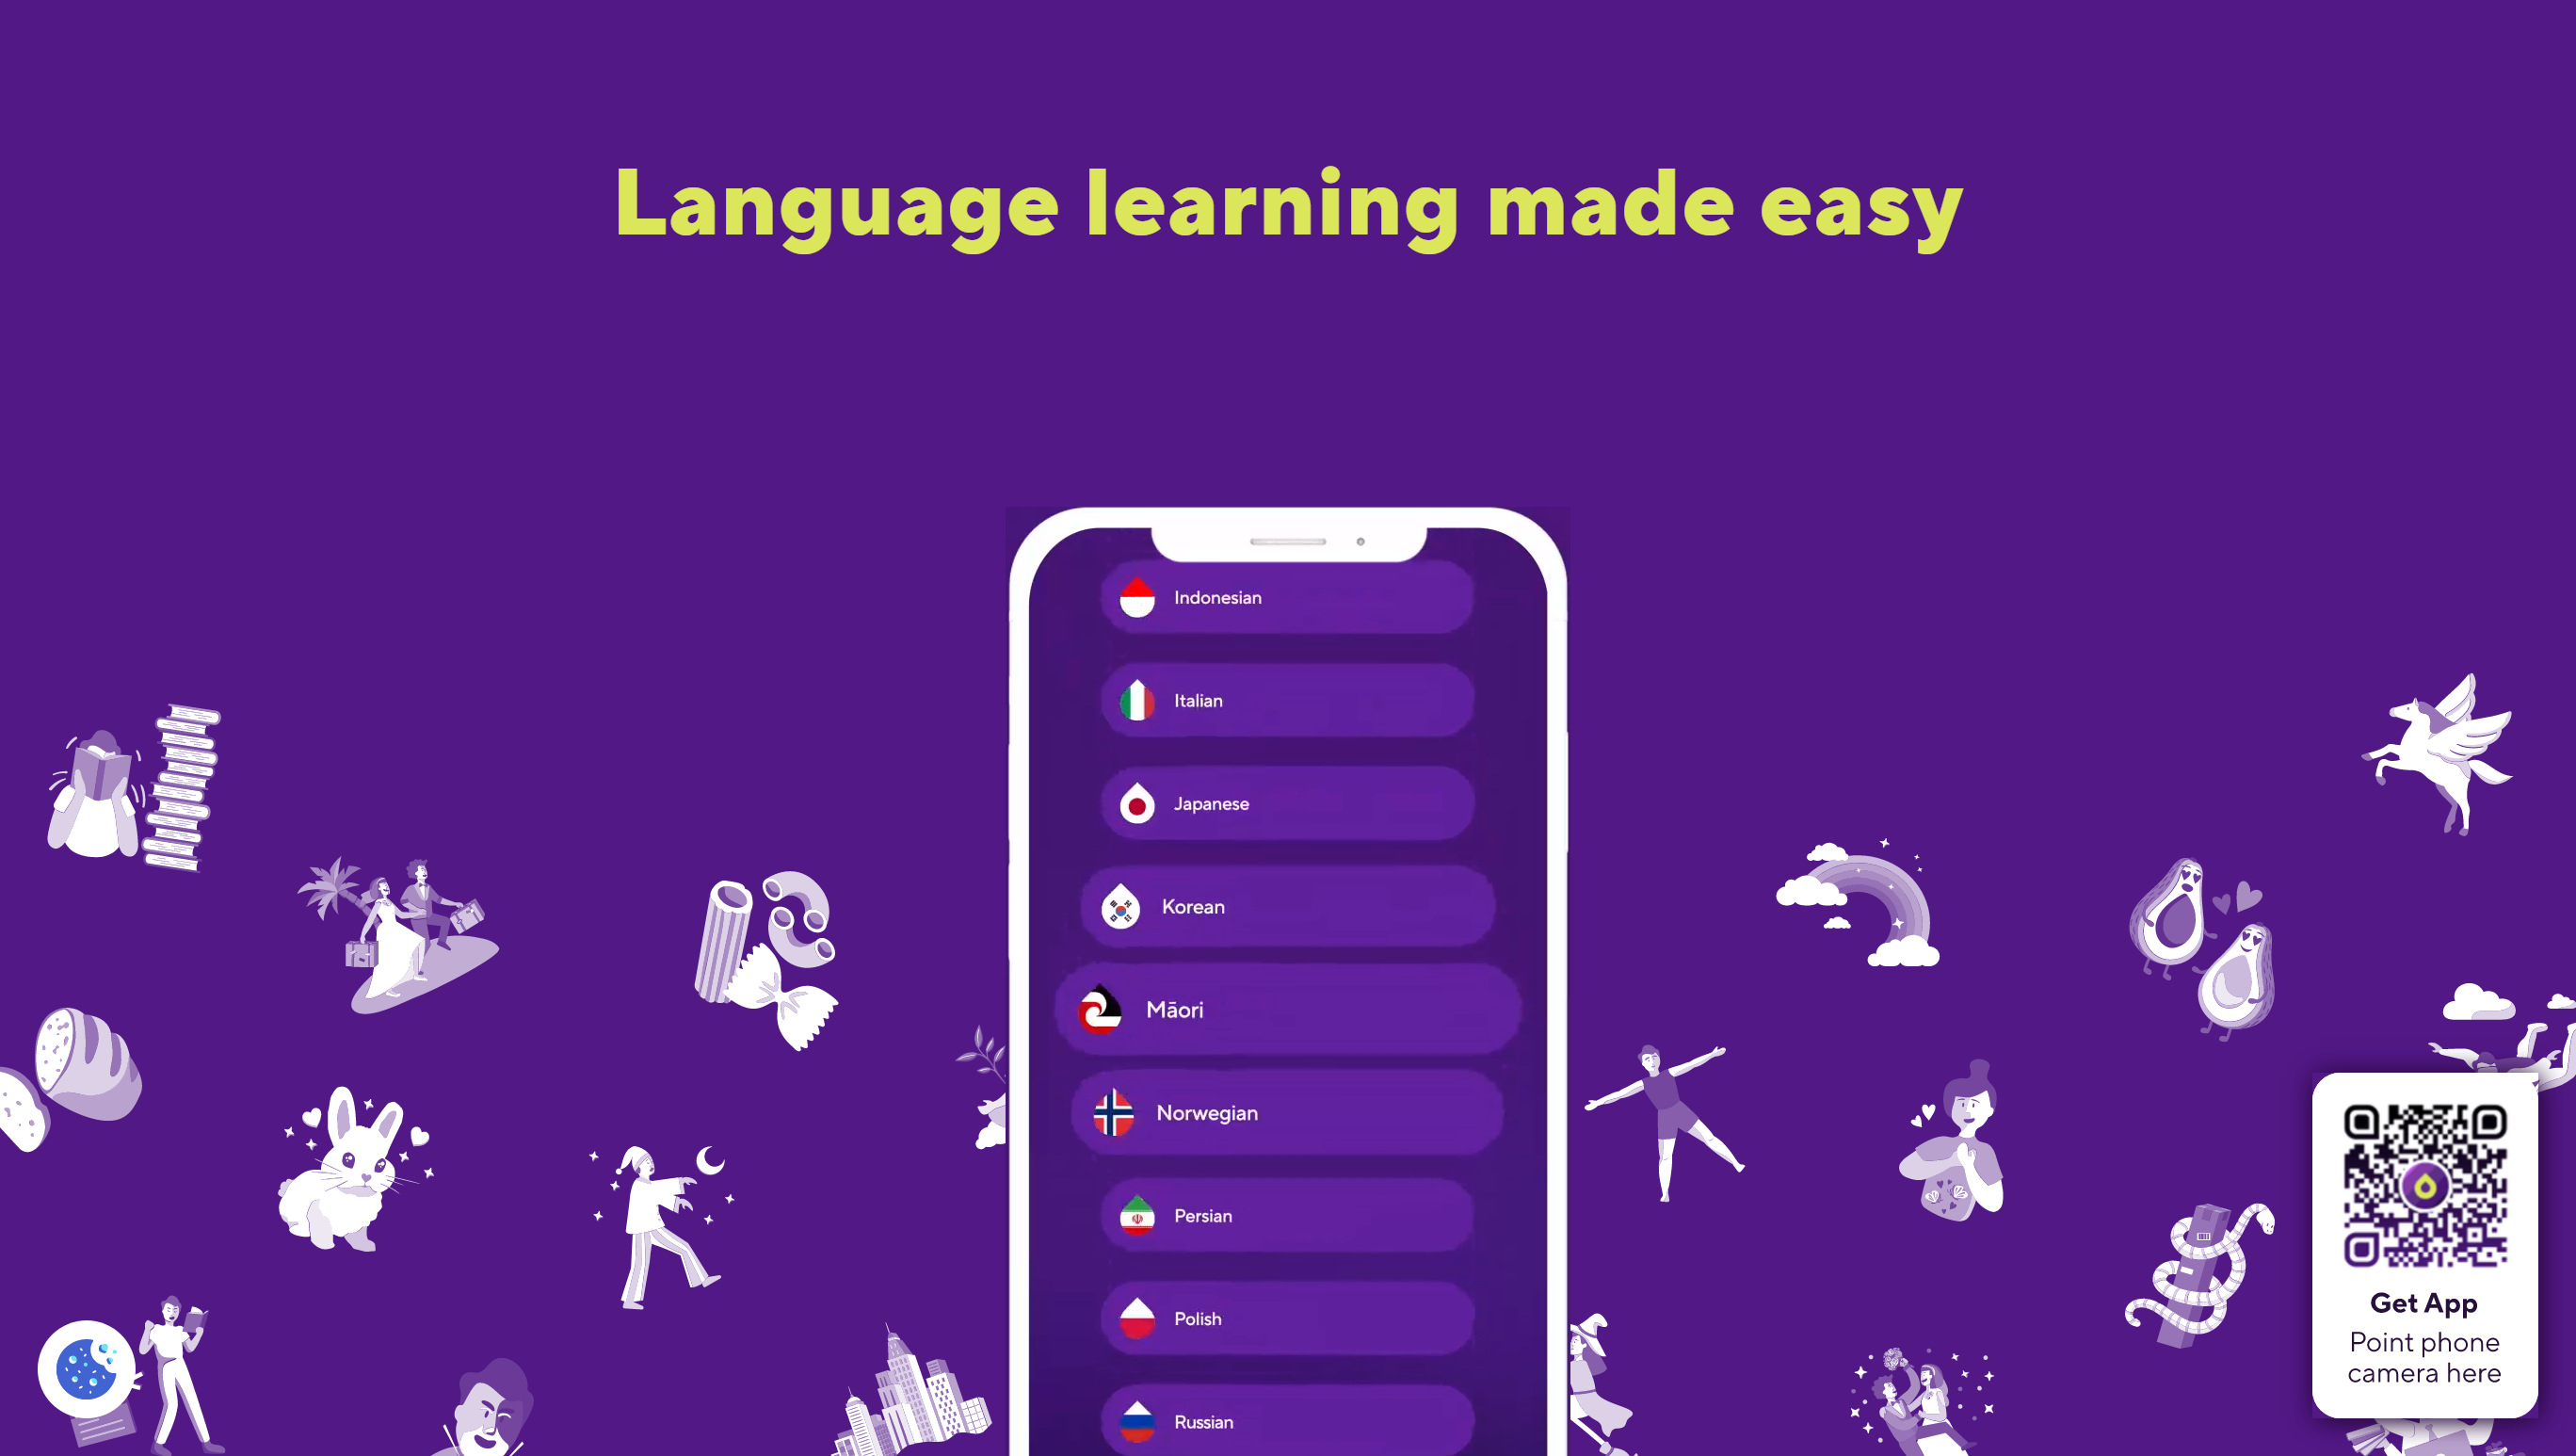 Language learning made easy
Indonesian
Italian
Japanese
Korean
Māori
Norwegian
Persian
Polish
Russian
Get App
Point phone
camera here